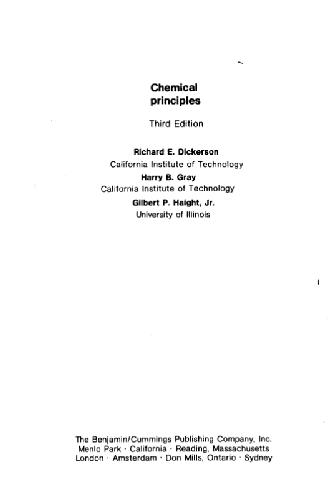 Chemical
principles
Third Edition
Richard E. Dickerson
California Institute of Technology
Harry B. Gray
California Institute of Technology
Gilbert P. Haight, Jr.
University of Illinois
The Benjamin/Cummings Publishing Company, Inc.
Menlo Park · California · Reading, Massachusetts
London · Amsterdam · Don Mills, Ontario · Sydney